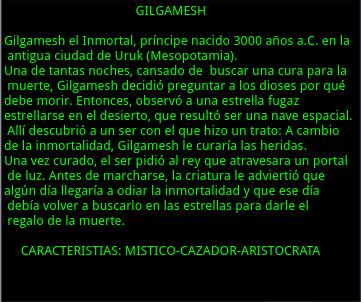 GILGAMESH
Gilgamesh el Inmortal, príncipe nacido 3000 años a.C. en la
antigua ciudad de Uruk (Mesopotamia).
Una de tantas noches, cansado de  buscar una cura para la
muerte, Gilgamesh decidió preguntar a los dioses por qué
debe morir. Entonces, observó a una estrella fugaz
estrellarse en el desierto, que resultó ser una nave espacial.
Allí descubrió a un ser con el que hizo un trato: A cambio
de la inmortalidad, Gilgamesh le curaría las heridas.
Una vez curado, el ser pidió al rey que atravesara un portal
de luz. Antes de marcharse, la criatura le adviertió que
algún día llegaría a odiar la inmortalidad y que ese día
debía volver a buscarlo en las estrellas para darle el
regalo de la muerte.
CARACTERISTIAS: MISTICO-CAZADOR-ARISTOCRATA